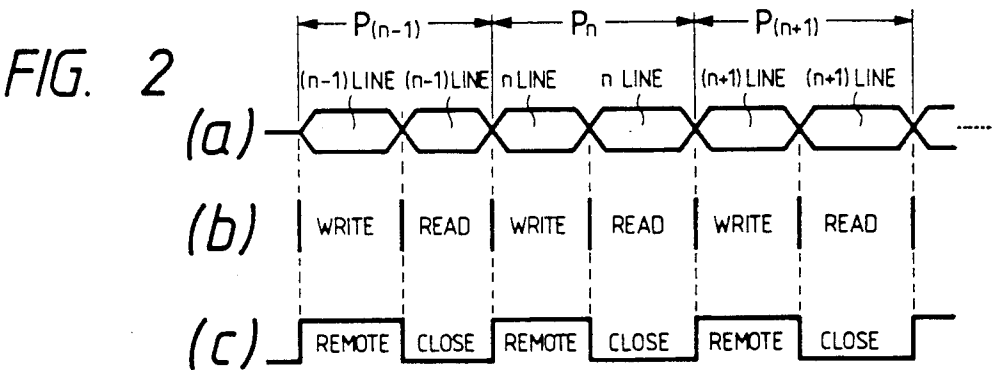 FIG. 2
P(n-1) Pn P(n+1)
(n-1) LINE (n-1) LINE n LINE n LINE (n+1) LINE (n+1) LINE
(a)
(b) WRITE READ WRITE READ WRITE READ
(c) REMOTE CLOSE REMOTE CLOSE REMOTE CLOSE